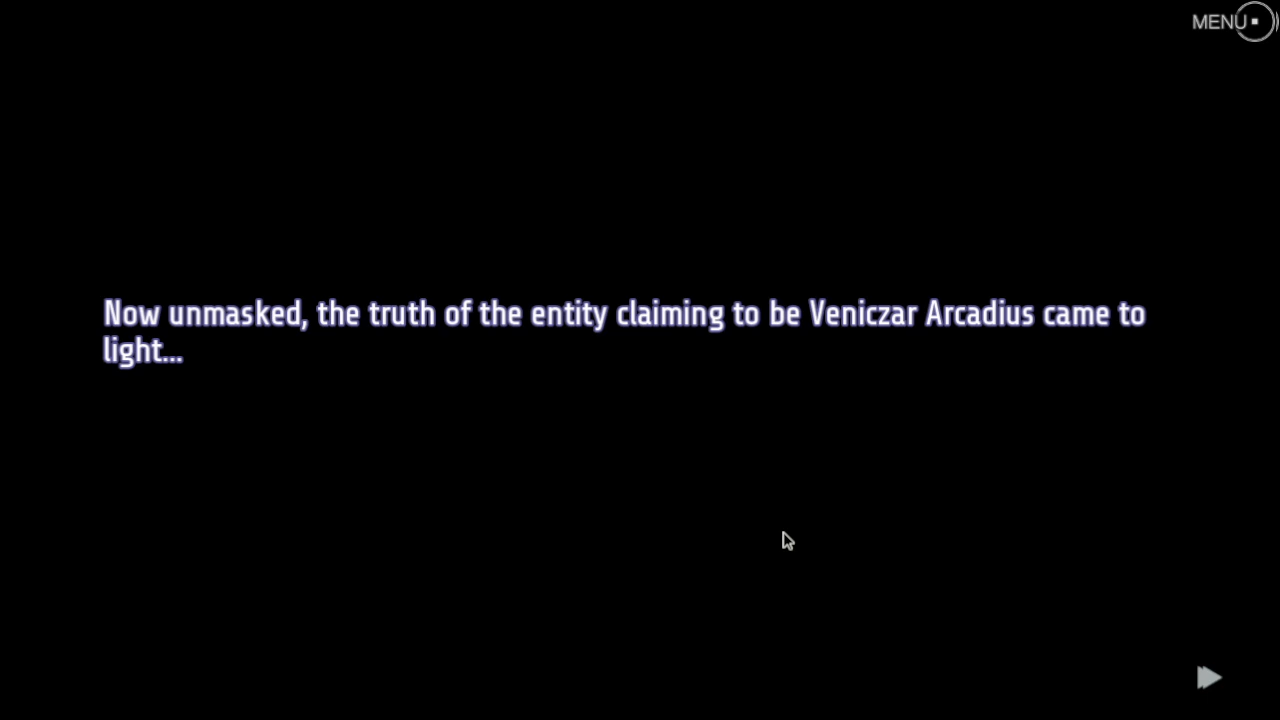 MENU
Now unmasked, the truth of the entity claiming to be Veniczar Arcadius came to
light...